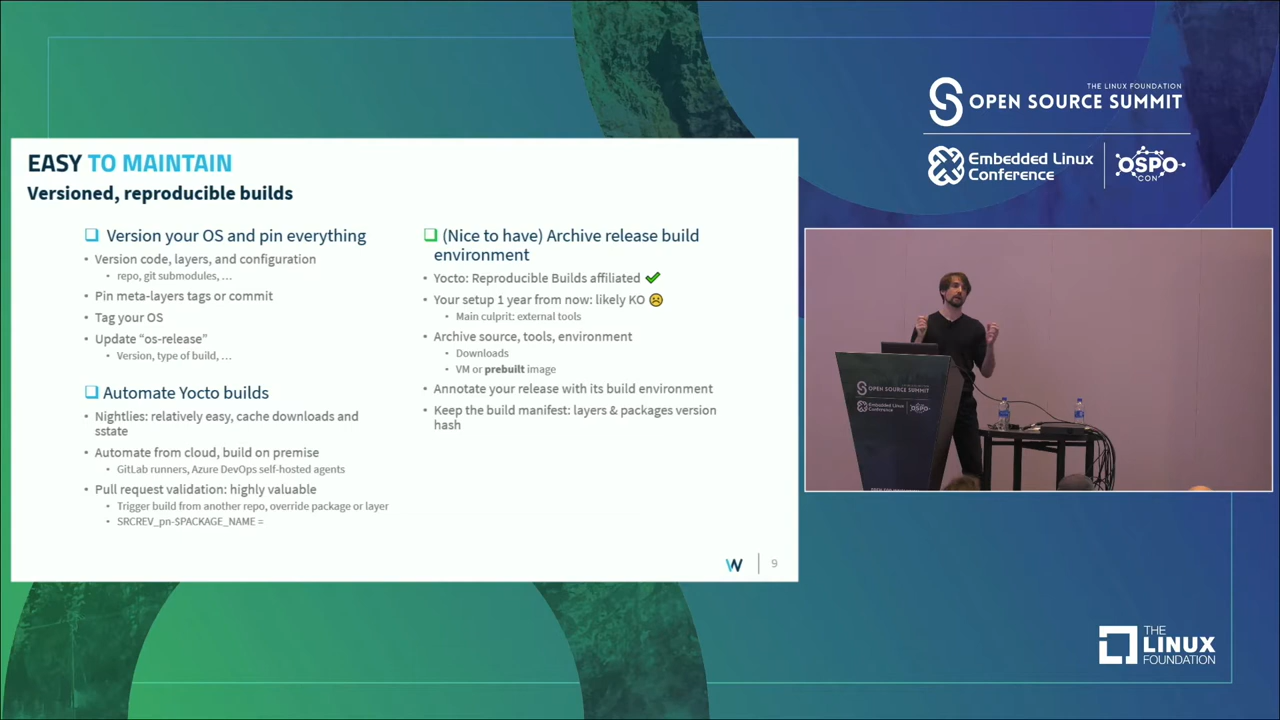 THE LINUX FOUNDATION
OPEN SOURCE SUMMIT
Embedded Linux
Conference
OSPO
CON
EASY TO MAINTAIN
Versioned, reproducible builds
Version your OS and pin everything
• Version code, layers, and configuration
• repo, git submodules, …
• Pin meta-layers tags or commit
• Tag your OS
• Update “os-release”
• Version, type of build, …
Automate Yocto builds
• Nightlies: relatively easy, cache downloads and
sstate
• Automate from cloud, build on premise
• GitLab runners, Azure DevOps self-hosted agents
• Pull request validation: highly valuable
• Trigger build from another repo, override package or layer
• SRCREV_pn-$PACKAGE_NAME =
(Nice to have) Archive release build
environment
• Yocto: Reproducible Builds affiliated
• Your setup 1 year from now: likely KO
• Main culprit: external tools
• Archive source, tools, environment
• Downloads
• VM or prebuilt image
• Annotate your release with its build environment
• Keep the build manifest: layers & packages version
hash
W
9
OPEN SOURCE SUMMIT
Embedded Linux
Conference
THE
LINUX
FOUNDATION